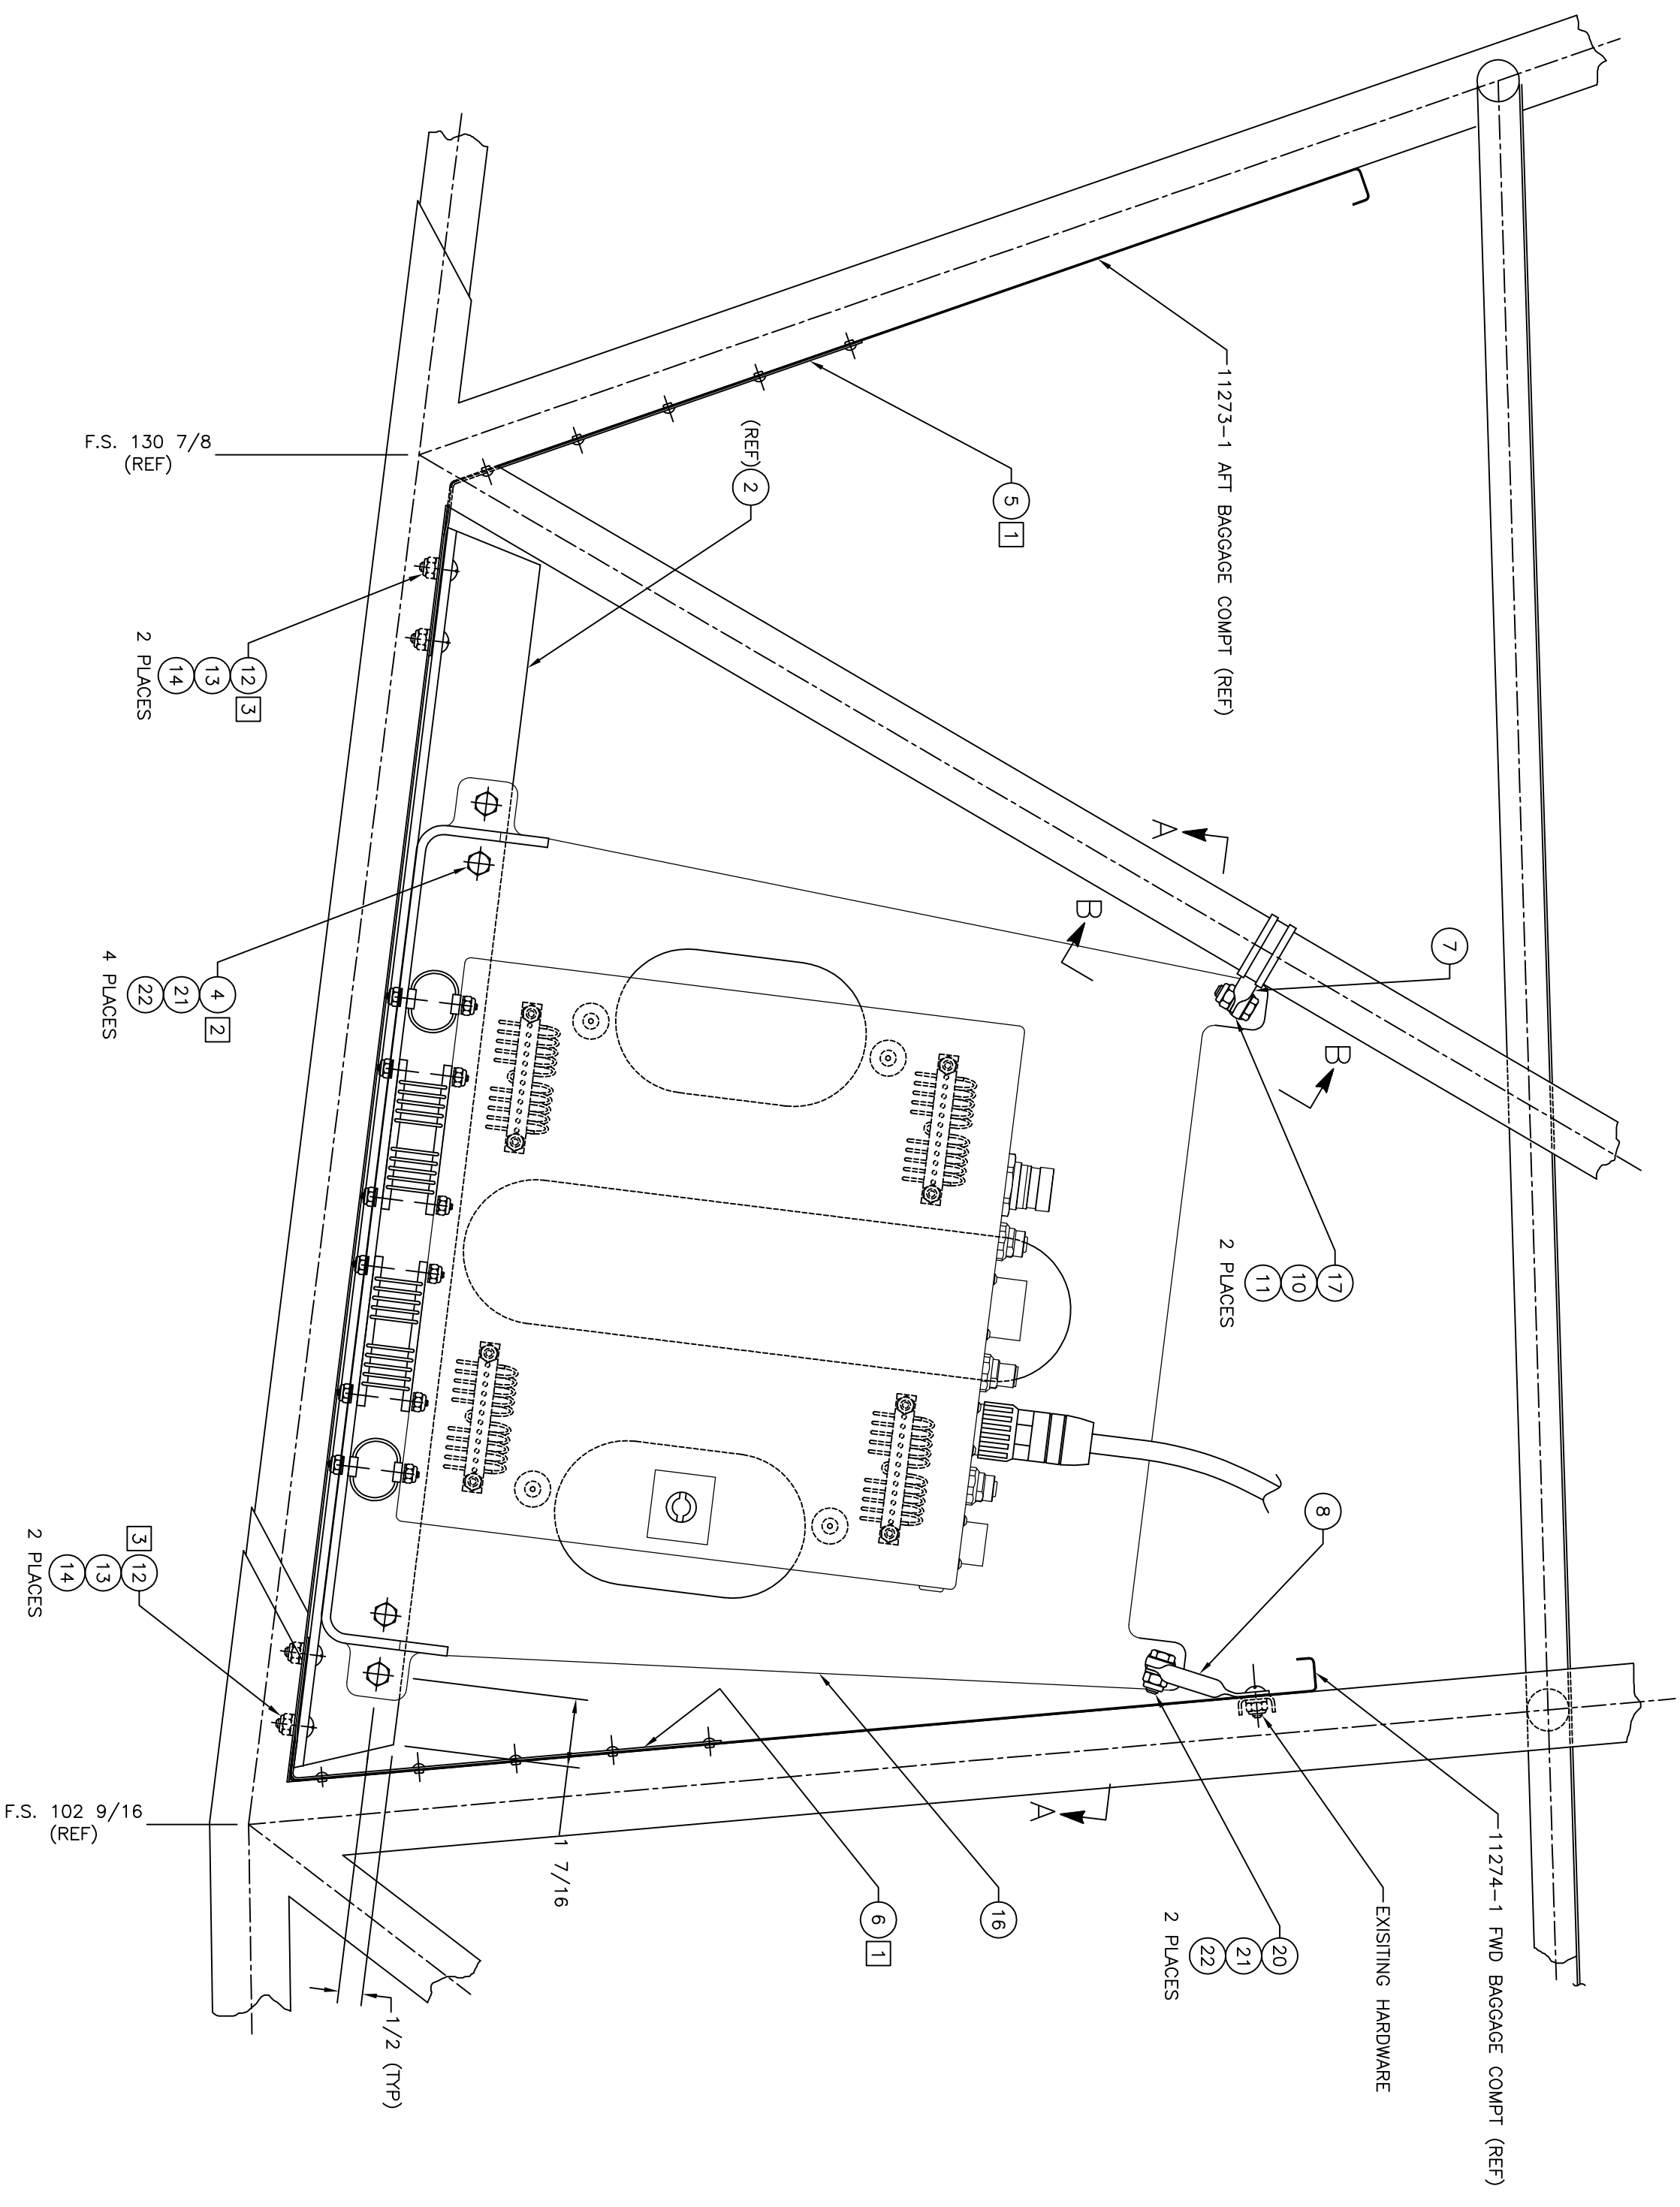 11273-1 AFT BAGGAGE COMPT (REF)
5 1
(REF) 2
F.S. 130 7/8
(REF)
12 3
13
14
2 PLACES
4 2
21
22
4 PLACES
A
B
7
B
17
10
11
2 PLACES
8
11274-1 FWD BAGGAGE COMPT (REF)
EXISITING HARDWARE
20
21
22
2 PLACES
16
A
6 1
1 7/16
1/2 (TYP)
3 12
13
14
2 PLACES
F.S. 102 9/16
(REF)